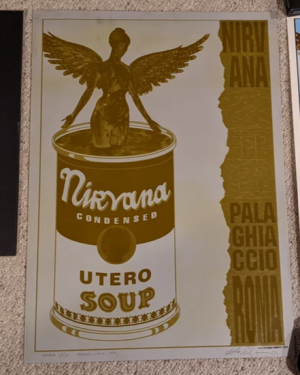 Nirvana
CONDENSED
UTERO
SOUP
NIRV
ANA
PALA
GHIA
CCIO
ROMA